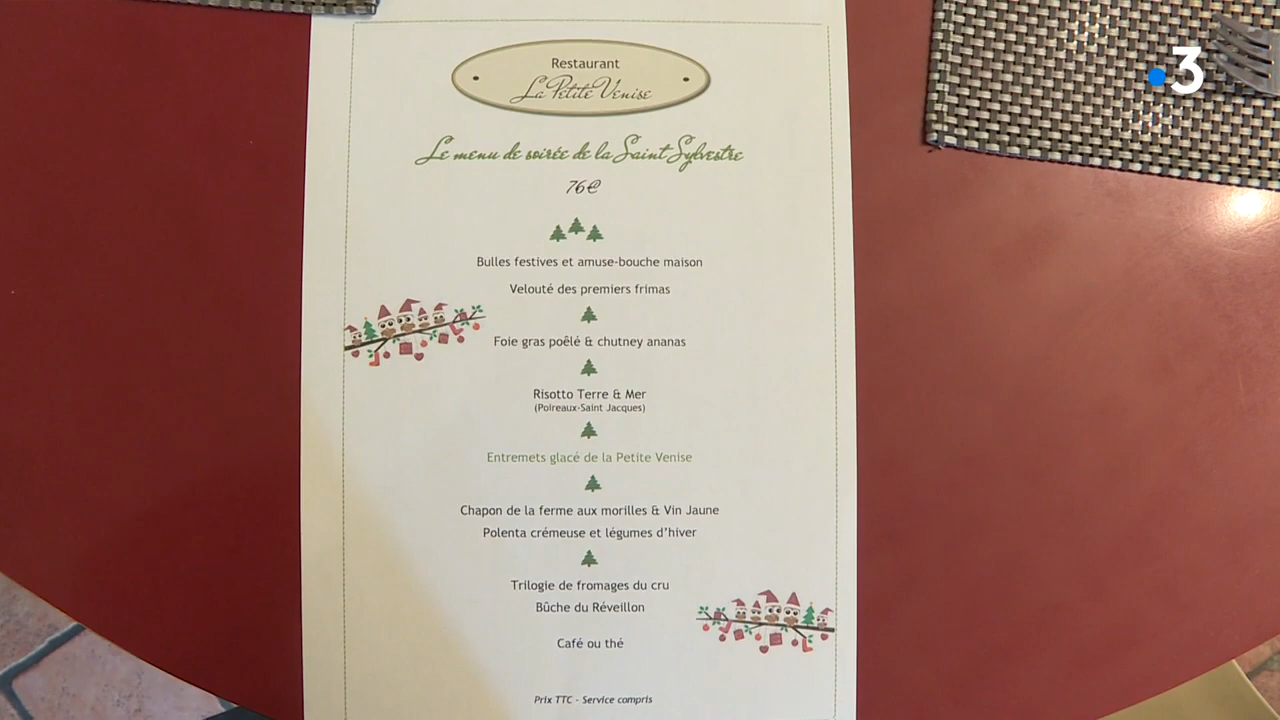 3
Restaurant
La Petite Venise
Le menu de soirée de la Saint Sylvestre
76€
Bulles festives et amuse-bouche maison
Velouté des premiers frimas
Foie gras poêlé & chutney ananas
Risotto Terre & Mer
(Poireaux-Saint Jacques)
Entremets glacé de la Petite Venise
Chapon de la ferme aux morilles & Vin Jaune
Polenta crémeuse et légumes d'hiver
Trilogie de fromages du cru
Bûche du Réveillon
Café ou thé
Prix TTC - Service compris